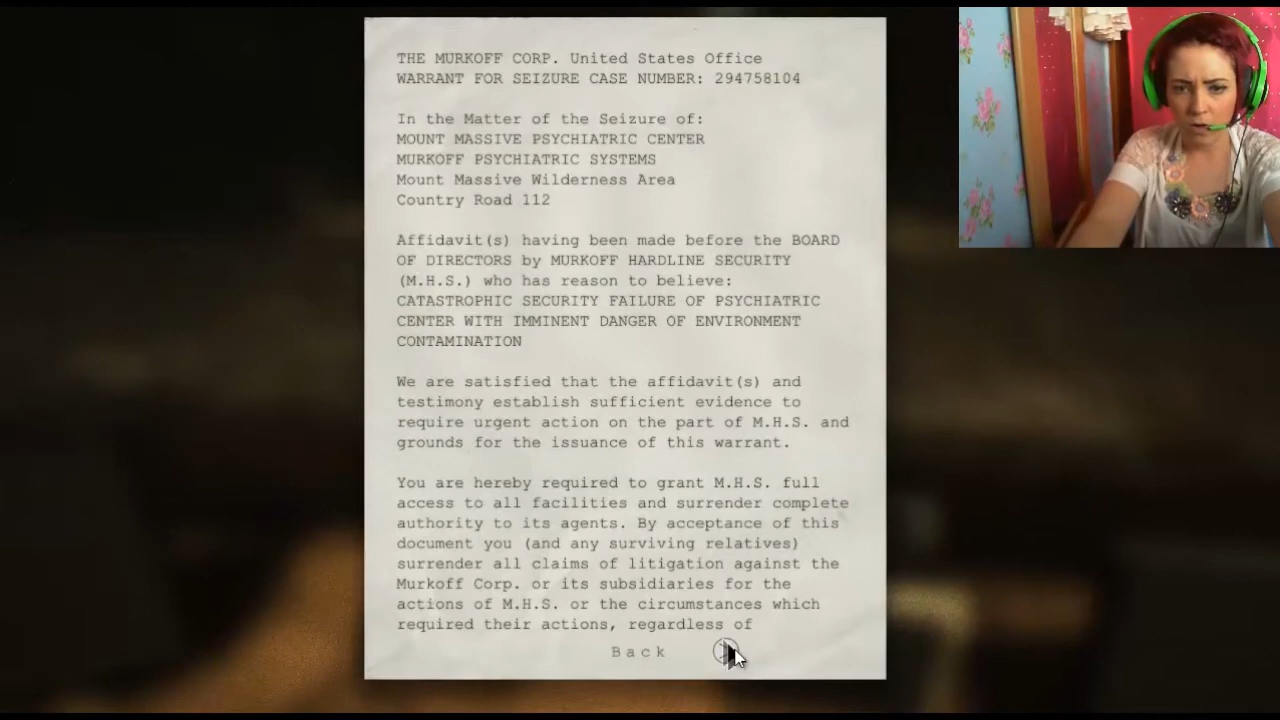 THE MURKOFF CORP. United States Office
WARRANT FOR SEIZURE CASE NUMBER: 294758104
In the Matter of the Seizure of:
MOUNT MASSIVE PSYCHIATRIC CENTER
MURKOFF PSYCHIATRIC SYSTEMS
Mount Massive Wilderness Area
Country Road 112
Affidavit(s) having been made before the BOARD
OF DIRECTORS by MURKOFF HARDLINE SECURITY
(M.H.S.) who has reason to believe:
CATASTROPHIC SECURITY FAILURE OF PSYCHIATRIC
CENTER WITH IMMINENT DANGER OF ENVIRONMENT
CONTAMINATION
We are satisfied that the affidavit(s) and
testimony establish sufficient evidence to
require urgent action on the part of M.H.S. and
grounds for the issuance of this warrant.
You are hereby required to grant M.H.S. full
access to all facilities and surrender complete
authority to its agents. By acceptance of this
document you (and any surviving relatives)
surrender all claims of litigation against the
Murkoff Corp. or its subsidiaries for the
actions of M.H.S. or the circumstances which
required their actions, regardless of
Back